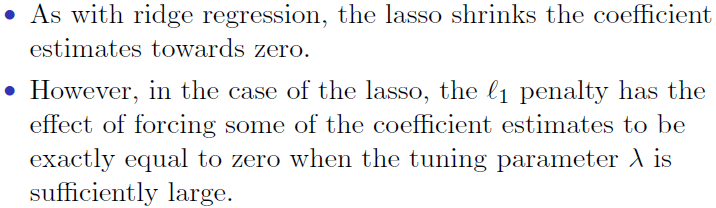 • As with ridge regression, the lasso shrinks the coefficient
estimates towards zero.
• However, in the case of the lasso, the ℓ₁ penalty has the
effect of forcing some of the coefficient estimates to be
exactly equal to zero when the tuning parameter λ is
sufficiently large.